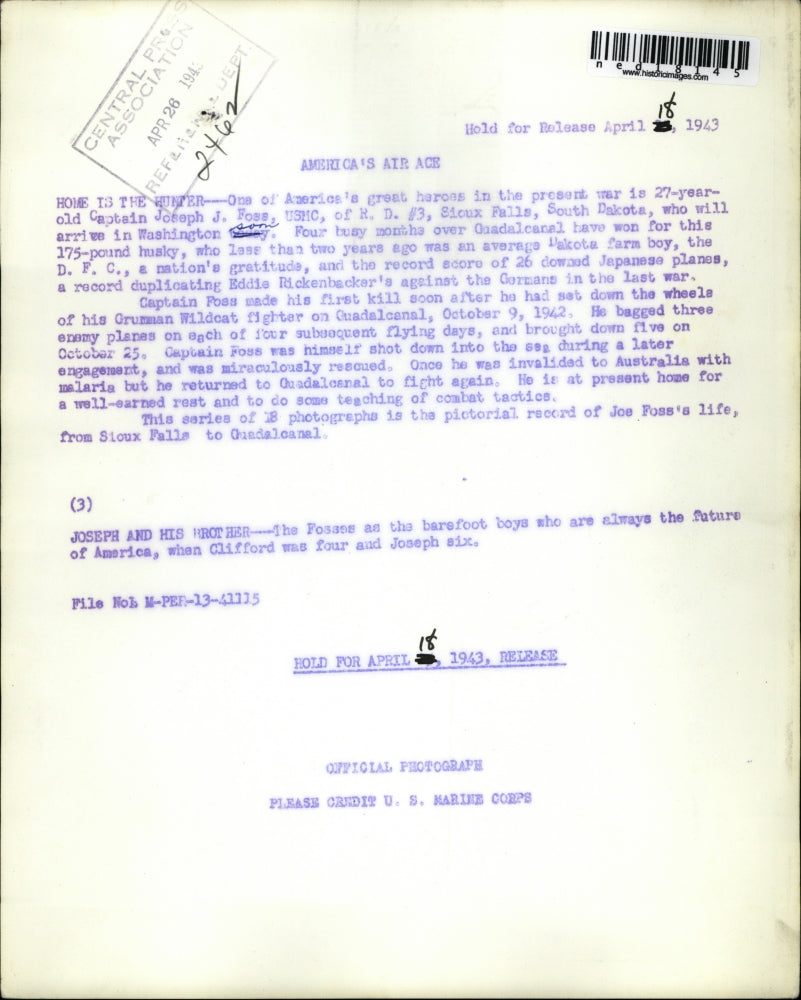 CENTRAL PRESS
ASSOCIATION
APR 26 1943
REFERENCE DEPT.
2462
ned18145
www.historicimages.com
Hold for Release April 18, 1943
AMERICA'S AIR ACE
HOME IS THE HUNTER---One of America's great heroes in the present war is 27-year-
old Captain Joseph J. Foss, USMC, of R. D. #3, Sioux Falls, South Dakota, who will
arrive in Washington soon. Four busy months over Guadalcanal have won for this
175-pound husky, who less than two years ago was an average Dakota farm boy, the
D. F. C., a nation's gratitude, and the record score of 26 downed Japanese planes,
a record duplicating Eddie Rickenbacker's against the Germans in the last war.
Captain Foss made his first kill soon after he had set down the wheels
of his Grumman Wildcat fighter on Guadalcanal, October 9, 1942. He bagged three
enemy planes on each of four subsequent flying days, and brought down five on
October 25. Captain Foss was himself shot down into the sea during a later
engagement, and was miraculously rescued. Once he was invalided to Australia with
malaria but he returned to Guadalcanal to fight again. He is at present home for
a well-earned rest and to do some teaching of combat tactics.
This series of 18 photographs is the pictorial record of Joe Foss's life,
from Sioux Falls to Guadalcanal.
(3)
JOSEPH AND HIS BROTHER---The Fosses as the barefoot boys who are always the future
of America, when Clifford was four and Joseph six.
File No. M-PER-13-41115
HOLD FOR APRIL 18, 1943, RELEASE
OFFICIAL PHOTOGRAPH
PLEASE CREDIT U. S. MARINE CORPS